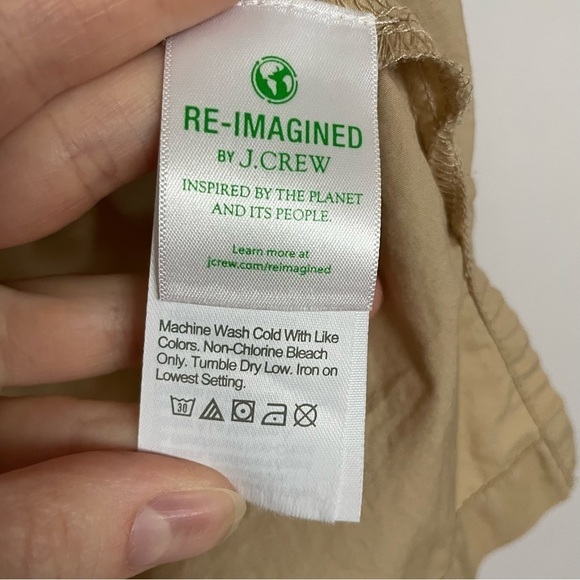 RE-IMAGINED
BY J.CREW
INSPIRED BY THE PLANET
AND ITS PEOPLE.
Learn more at
jcrew.com/reimagined
Machine Wash Cold With Like
Colors. Non-Chlorine Bleach
Only. Tumble Dry Low. Iron on
Lowest Setting.
30